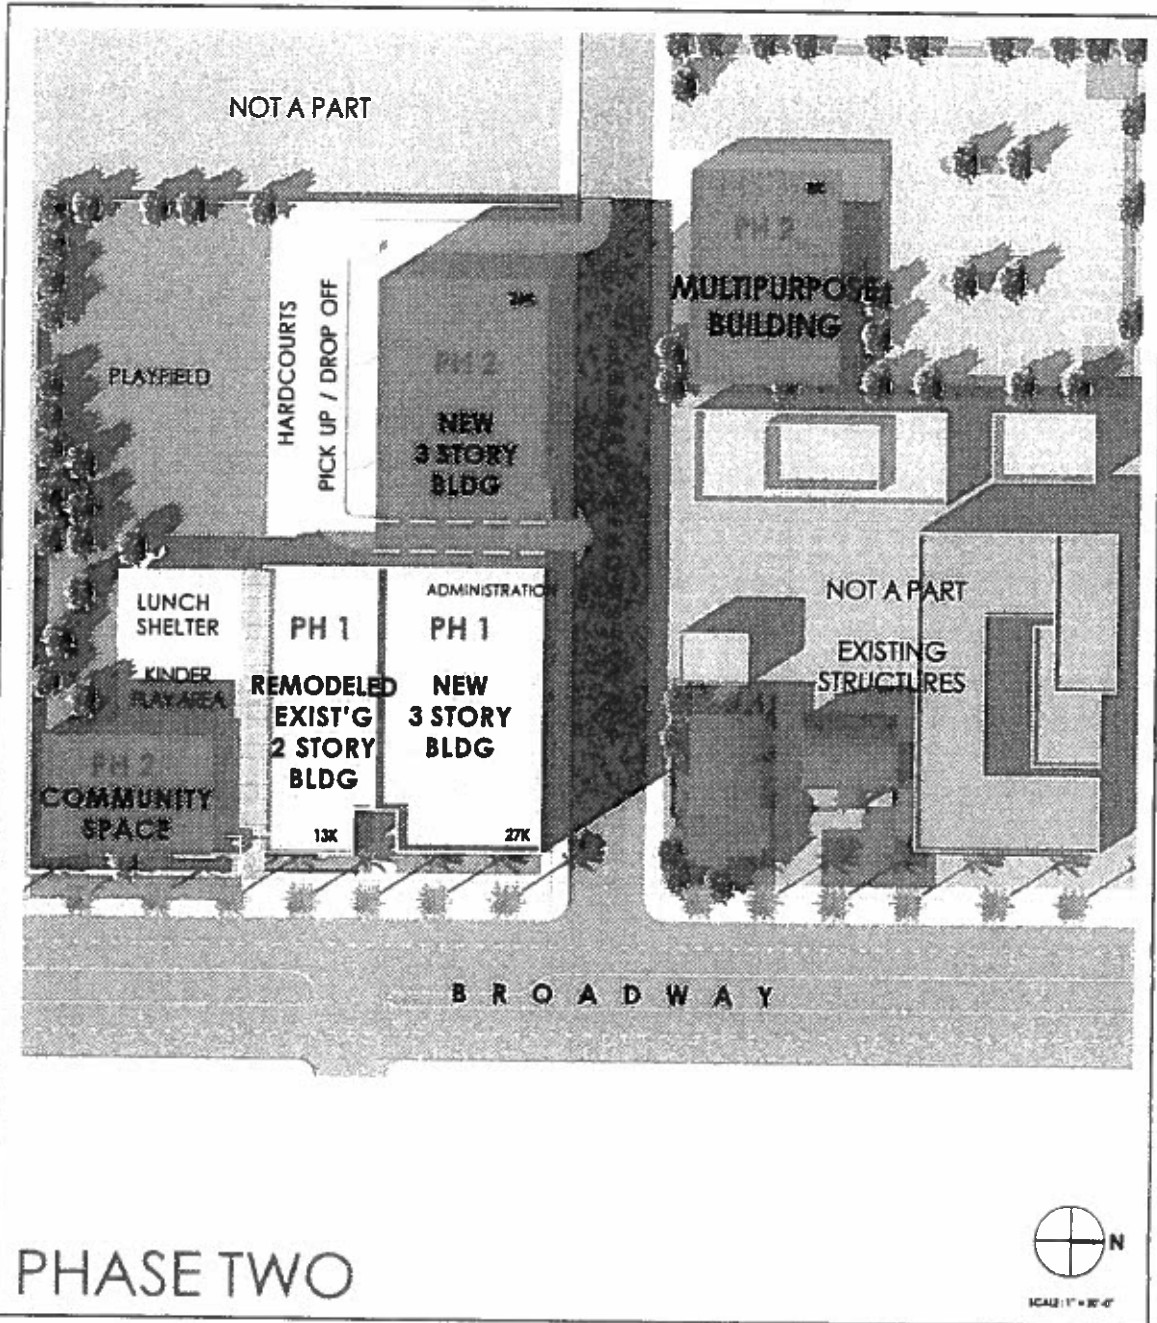 NOT A PART
PH 2
MULTIPURPOSE
BUILDING
HARDCOURTS
PICK UP / DROP OFF
PLAYFIELD
PH 2
NEW
3 STORY
BLDG
LUNCH
SHELTER
KINDER
PLAY AREA
PH 1
REMODELED
EXIST'G
2 STORY
BLDG
13K
ADMINISTRATION
PH 1
NEW
3 STORY
BLDG
27K
NOT A PART
EXISTING
STRUCTURES
PH 2
COMMUNITY
SPACE
BROADWAY
PHASE TWO
N